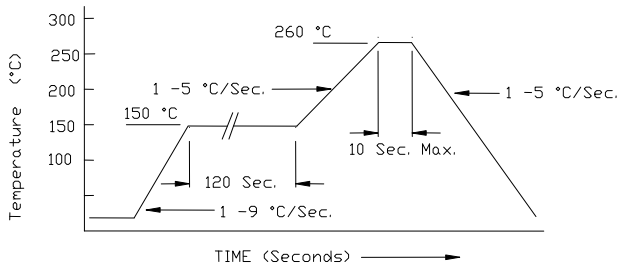 300
260 °C
250
200
1 -5 °C/Sec.
1 -5 °C/Sec.
150 °C
150
10 Sec. Max.
100
120 Sec.
1 -9 °C/Sec.
Temperature (°C)
TIME (Seconds)